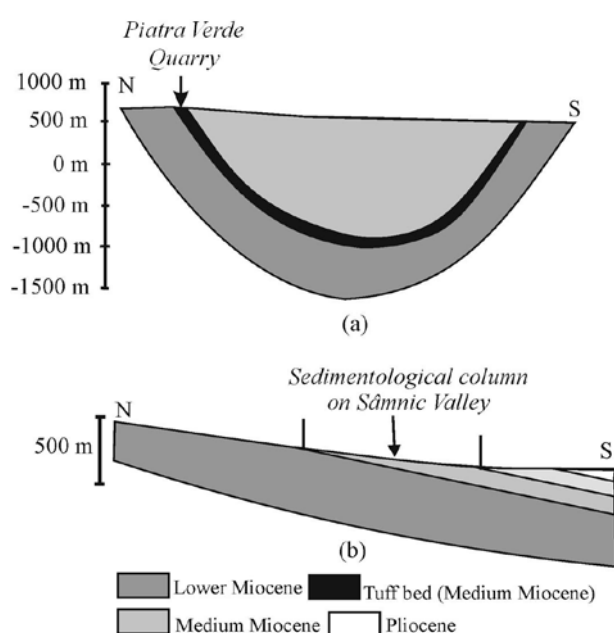 Piatra Verde
Quarry
1000 m
N
S
500 m
0 m
-500 m
-1000 m
-1500 m
(a)
Sedimentological column
on Sâmnic Valley
N
S
500 m
(b)
Lower Miocene
Tuff bed (Medium Miocene)
Medium Miocene
Pliocene